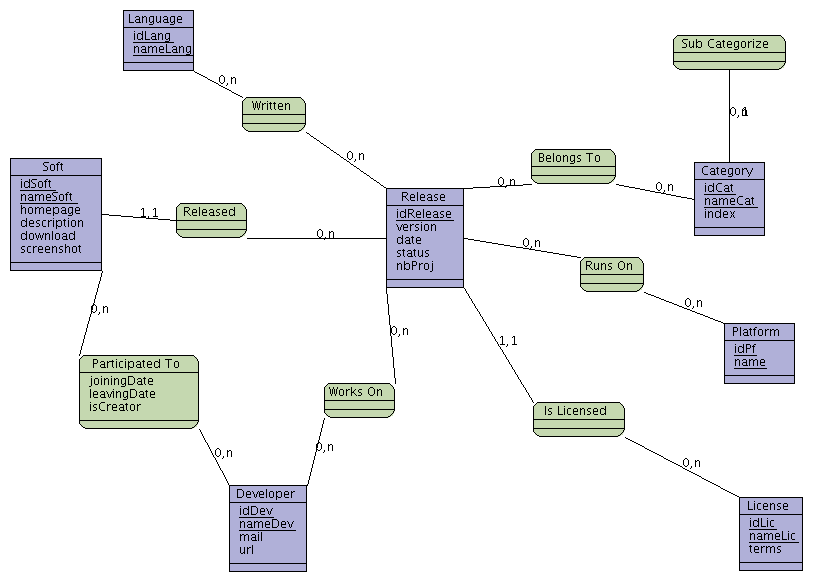 Language
idLang
nameLang
0,n
Written
0,n
Sub Categorize
0,1
Soft
idSoft
nameSoft
homepage
description
download
screenshot
1,1
Released
0,n
Release
idRelease
version
date
status
nbProj
0,n
Belongs To
0,n
Category
idCat
nameCat
index
0,n
Runs On
0,n
Platform
idPf
name
0,n
Participated To
joiningDate
leavingDate
isCreator
0,n
0,n
Works On
0,n
Developer
idDev
nameDev
mail
url
1,1
Is Licensed
0,n
License
idLic
nameLic
terms